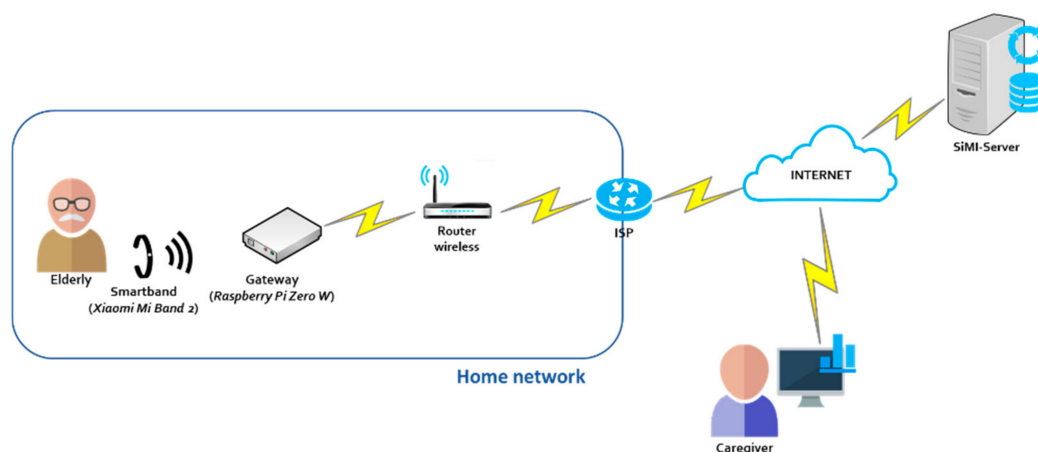 SiMI-Server
INTERNET
Router
wireless
ISP
Elderly
Smartband
(Xiaomi Mi Band 2)
Gateway
(Raspberry Pi Zero W)
Home network
Caregiver